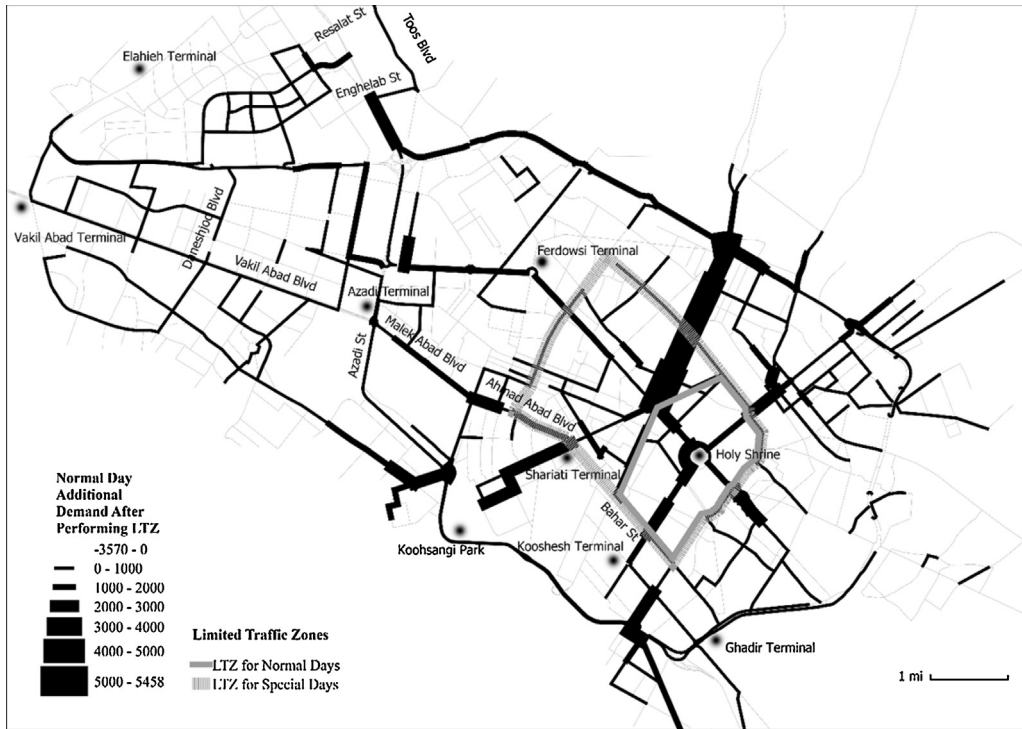 Resalat St
Toos Blvd
Elahieh Terminal
Enghelab St
Daneshjoo Blvd
Vakil Abad Terminal
Vakil Abad Blvd
Ferdowsi Terminal
Azadi Terminal
Malek Abad Blvd
Azadi St
Ahmad Abad Blvd
Holy Shrine
Shariati Terminal
Bahar St
Koohsangi Park
Kooshesh Terminal
Ghadir Terminal
Normal Day
Additional
Demand After
Performing LTZ
-3570 - 0
0 - 1000
1000 - 2000
2000 - 3000
3000 - 4000
4000 - 5000
5000 - 5458
Limited Traffic Zones
LTZ for Normal Days
LTZ for Special Days
1 mi